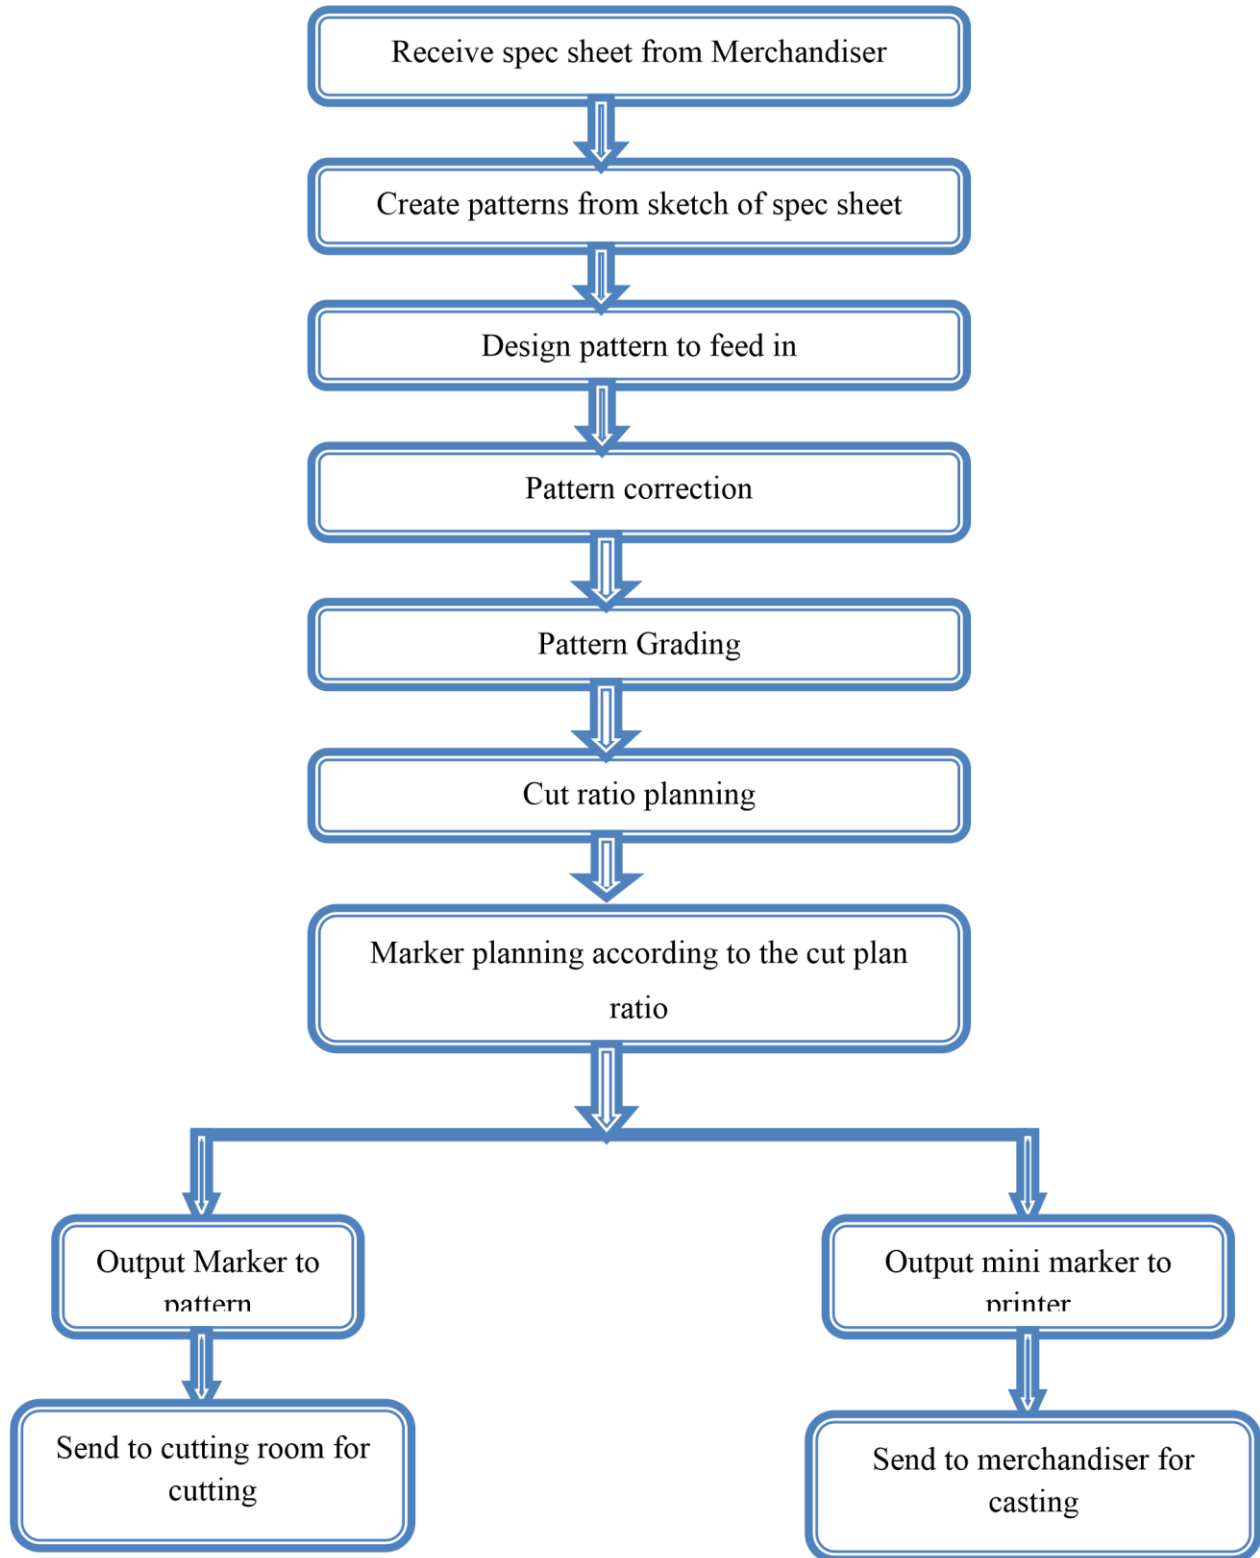 Receive spec sheet from Merchandiser
Create patterns from sketch of spec sheet
Design pattern to feed in
Pattern correction
Pattern Grading
Cut ratio planning
Marker planning according to the cut plan
ratio
Output Marker to
pattern
Output mini marker to
printer
Send to cutting room for
cutting
Send to merchandiser for
casting